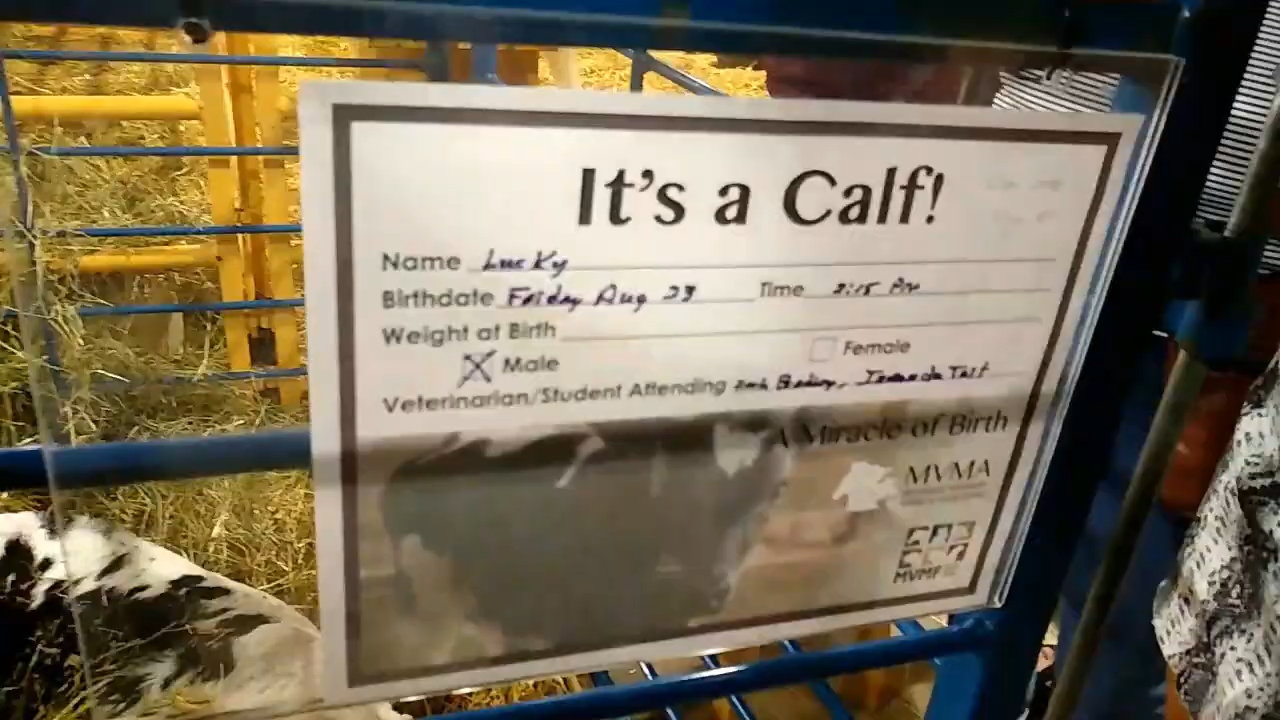 It's a Calf!
Name Lucky
Birthdate Friday Aug 23 Time 2:15 PM
Weight at Birth
Male Female
Veterinarian/Student Attending
A Miracle of Birth
MVMA
MVMF